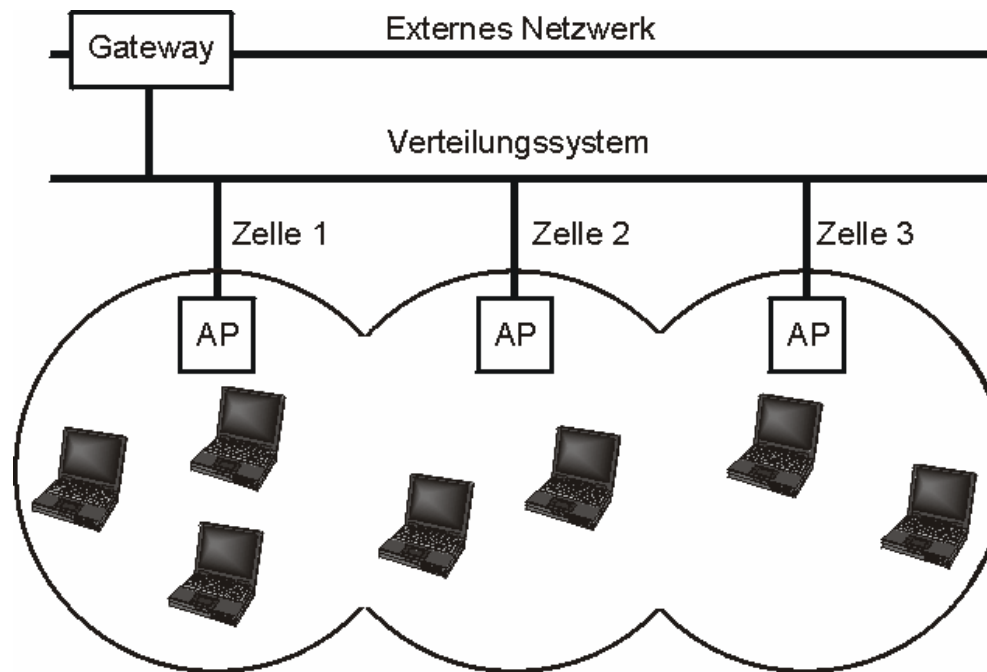 Gateway
Externes Netzwerk
Verteilungssystem
Zelle 1
Zelle 2
Zelle 3
AP
AP
AP